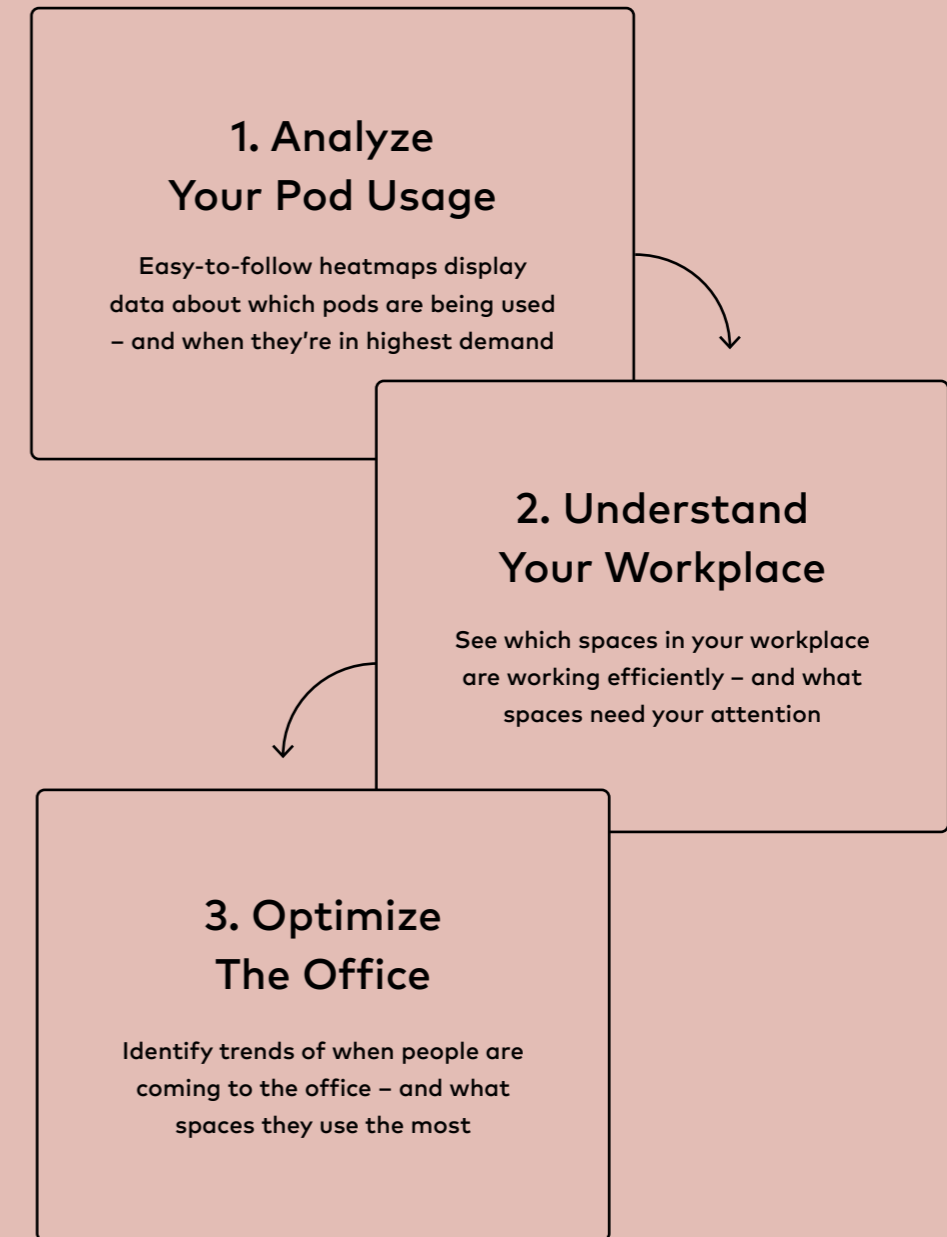 1. Analyze
Your Pod Usage
Easy-to-follow heatmaps display
data about which pods are being used
– and when they’re in highest demand
2. Understand
Your Workplace
See which spaces in your workplace
are working efficiently – and what
spaces need your attention
3. Optimize
The Office
Identify trends of when people are
coming to the office – and what
spaces they use the most